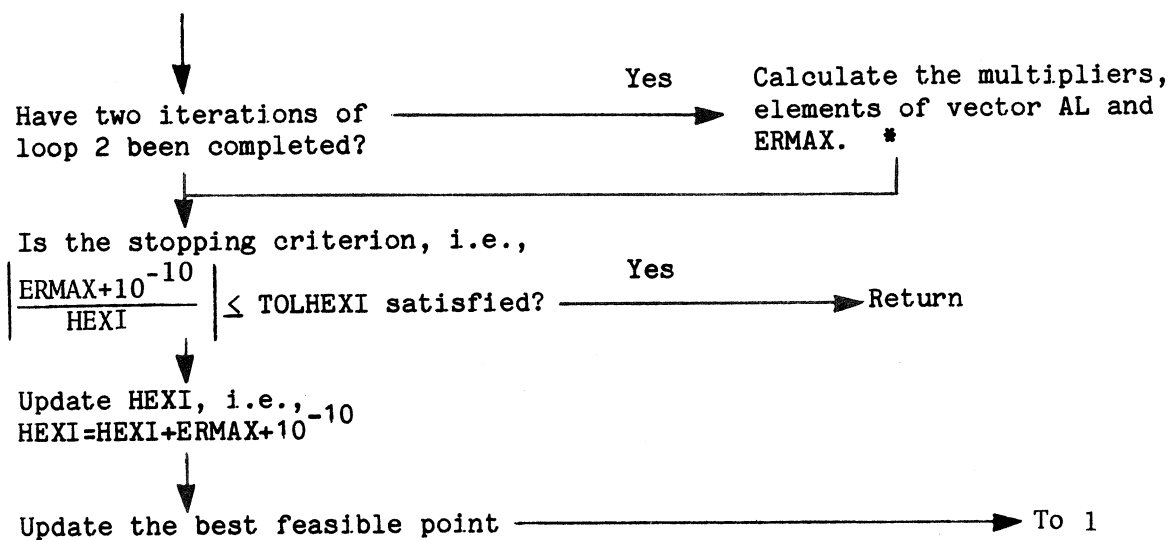 Have two iterations of
loop 2 been completed?
Yes
Calculate the multipliers,
elements of vector AL and
ERMAX. *
Is the stopping criterion, i.e.,
|ERMAX+10^-10 / HEXI| ≤ TOLHEXI satisfied?
Yes
Return
Update HEXI, i.e.,
HEXI=HEXI+ERMAX+10^-10
Update the best feasible point
To 1